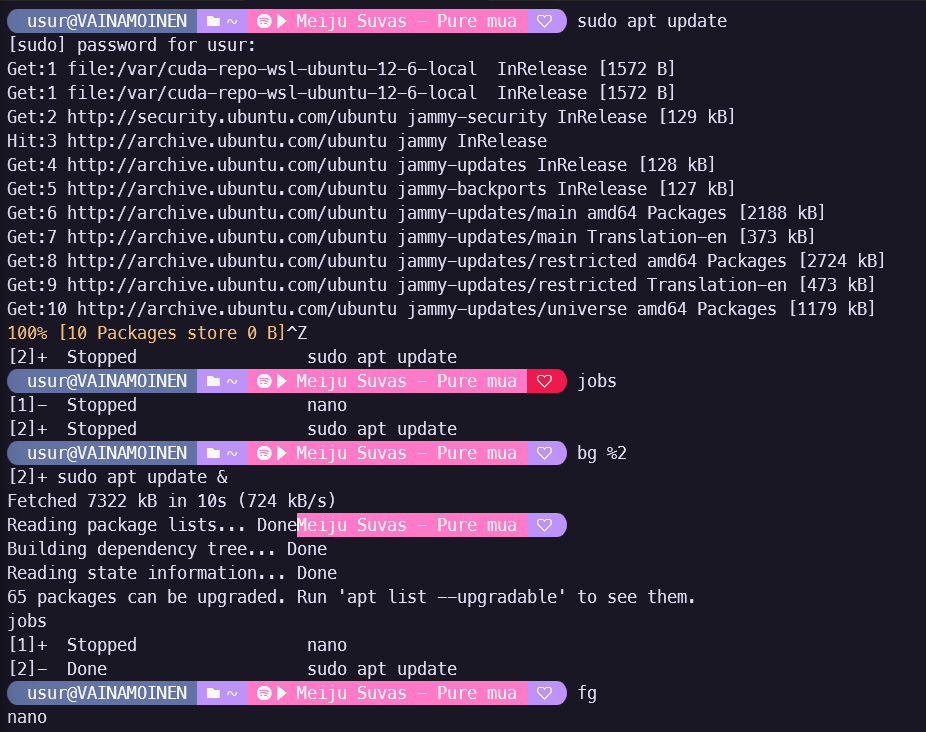 usur@VAINAMOINEN ~ Meiju Suvas - Pure mua ♡ sudo apt update
[sudo] password for usur:
Get:1 file:/var/cuda-repo-wsl-ubuntu-12-6-local  InRelease [1572 B]
Get:1 file:/var/cuda-repo-wsl-ubuntu-12-6-local  InRelease [1572 B]
Get:2 http://security.ubuntu.com/ubuntu jammy-security InRelease [129 kB]
Hit:3 http://archive.ubuntu.com/ubuntu jammy InRelease
Get:4 http://archive.ubuntu.com/ubuntu jammy-updates InRelease [128 kB]
Get:5 http://archive.ubuntu.com/ubuntu jammy-backports InRelease [127 kB]
Get:6 http://archive.ubuntu.com/ubuntu jammy-updates/main amd64 Packages [2188 kB]
Get:7 http://archive.ubuntu.com/ubuntu jammy-updates/main Translation-en [373 kB]
Get:8 http://archive.ubuntu.com/ubuntu jammy-updates/restricted amd64 Packages [2724 kB]
Get:9 http://archive.ubuntu.com/ubuntu jammy-updates/restricted Translation-en [473 kB]
Get:10 http://archive.ubuntu.com/ubuntu jammy-updates/universe amd64 Packages [1179 kB]
100% [10 Packages store 0 B]^Z
[2]+  Stopped                 sudo apt update
usur@VAINAMOINEN ~ Meiju Suvas - Pure mua ♡ jobs
[1]-  Stopped                 nano
[2]+  Stopped                 sudo apt update
usur@VAINAMOINEN ~ Meiju Suvas - Pure mua ♡ bg %2
[2]+ sudo apt update &
Fetched 7322 kB in 10s (724 kB/s)
Reading package lists... DoneMeiju Suvas - Pure mua ♡
Building dependency tree... Done
Reading state information... Done
65 packages can be upgraded. Run 'apt list --upgradable' to see them.
jobs
[1]+  Stopped                 nano
[2]-  Done                    sudo apt update
usur@VAINAMOINEN ~ Meiju Suvas - Pure mua ♡ fg
nano